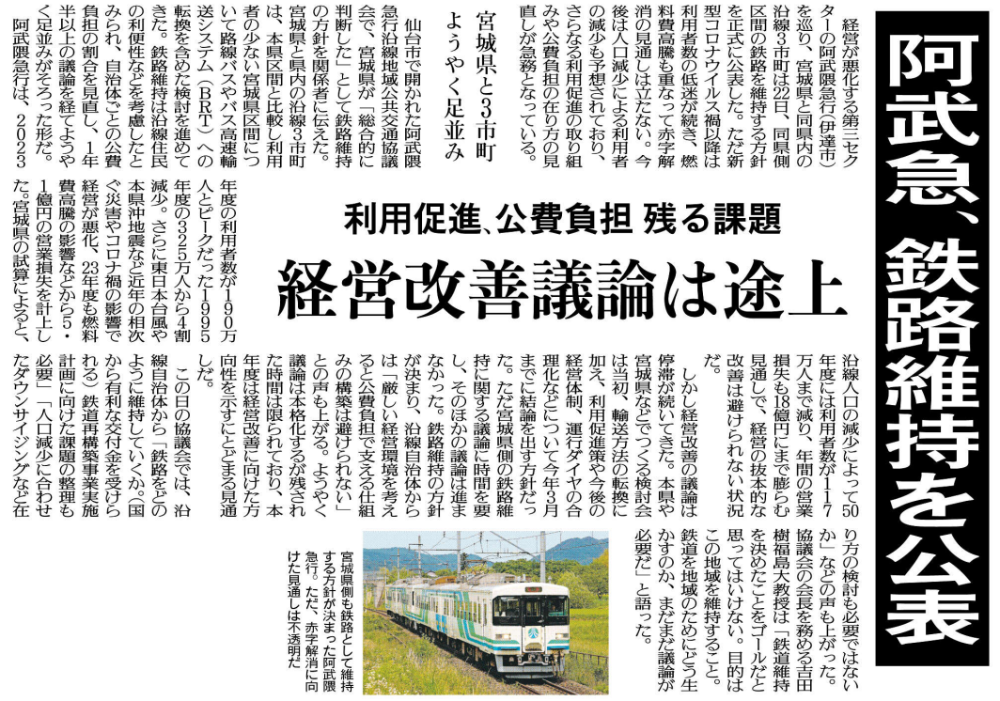 阿武急、鉄路維持を公表
経営が悪化する第三セク
ターの阿武隈急行(伊達市)
を巡り、宮城県と同県内の
沿線3市町は22日、同県側
区間の鉄路を維持する方針
を正式に公表した。ただ新
型コロナウイルス禍以降は
利用者数の低迷が続き、燃
料費高騰も重なって赤字解
消の見通しは立たない。今
後は人口減少による利用者
の減少も予想されており、
さらなる利用促進の取り組
みや公費負担の在り方の見
直しが急務となっている。
宮城県と3市町
ようやく足並み
仙台市で開かれた阿武隈
急行沿線地域公共交通協議
会で、宮城県が「総合的に
判断した」として鉄路維持
の方針を関係者に伝えた。
宮城県と県内の沿線3市町
は、本県区間と比較し利用
者の少ない宮城県区間につ
いて路線バスやバス高速輸
送システム(BRT)への
転換を含めた検討を進めて
きた。鉄路維持は沿線住民
の利便性などを考慮したと
みられ、自治体ごとの公費
負担の割合を見直し、1年
半以上の議論を経てようや
く足並みがそろった形だ。
阿武隈急行は、2023
利用促進、公費負担 残る課題
経営改善議論は途上
年度の利用者数が190万
人とピークだった1995
年度の325万人から4割
減少。さらに東日本台風や
本県沖地震など近年の相次
ぐ災害やコロナ禍の影響で
経営が悪化、23年度も燃料
費高騰の影響などから5・
1億円の営業損失を計上し
た。宮城県の試算によると、
沿線人口の減少によって50
年度には利用者数が117
万人まで減り、年間の営業
損失も18億円にまで膨らむ
見通しで、経営の抜本的な
改善は避けられない状況
だ。
しかし経営改善の議論は
停滞が続いてきた。本県や
宮城県などでつくる検討会
は当初、輸送方法の転換に
加え、利用促進策や今後の
経営体制、運行ダイヤの合
理化などについて今年3月
までに結論を出す方針だっ
た。ただ宮城県側の鉄路維
持に関する議論に時間を要
し、そのほかの議論は進ま
なかった。鉄路維持の方針
が決まり、沿線自治体から
は「厳しい経営環境を考え
ると公費負担で支える仕組
みの構築は避けられない」
との声も上がる。ようやく
議論は本格化するが残され
た時間は限られており、本
年度は経営改善に向けた方
向性を示すにとどまる見通
しだ。
この日の協議会では、沿
線自治体から「鉄路をどの
ように維持していくか。(国
から有利な交付金を受けら
れる)鉄道再構築事業実施
計画に向けた課題の整理も
必要」「人口減少に合わせ
たダウンサイジングなど在
り方の検討も必要ではない
か」などの声も上がった。
協議会の会長を務める吉田
樹福島大教授は「鉄道維持
を決めたことをゴールだと
思ってはいけない。目的は
この地域を維持すること。
鉄道を地域のためにどう生
かすのか、まだまだ議論が
必要だ」と語った。
宮城県側も鉄路として維持
する方針が決まった阿武隈
急行。ただ、赤字解消に向
けた見通しは不透明だ